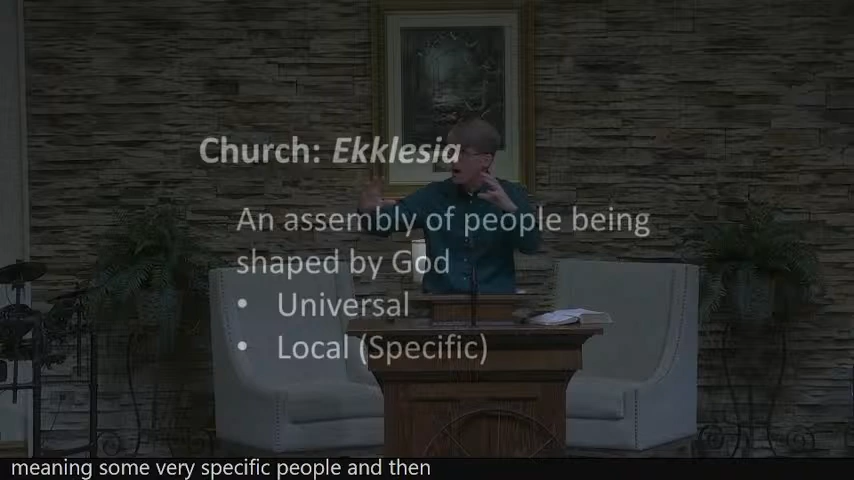 Church: Ekklesia
An assembly of people being
shaped by God
• Universal
• Local (Specific)
meaning some very specific people and then